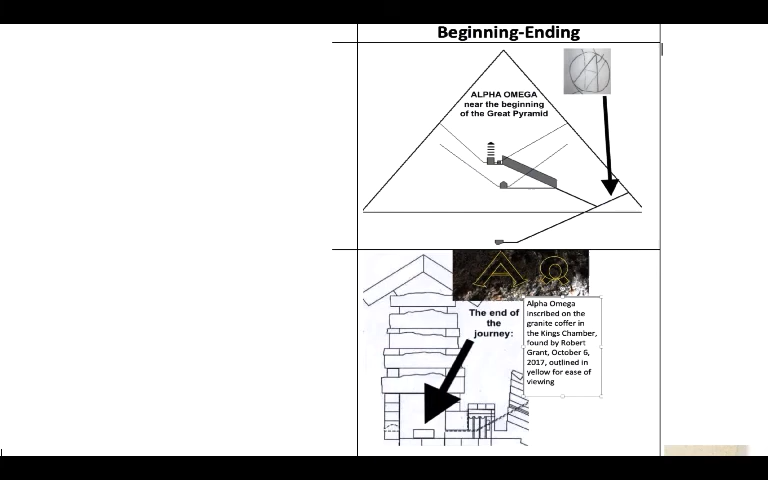 Beginning-Ending
ALPHA OMEGA
near the beginning
of the Great Pyramid
A Ω
The end of
the
journey:
Alpha Omega
inscribed on the
granite coffer in
the Kings Chamber,
found by Robert
Grant, October 6,
2017, outlined in
yellow for ease of
viewing